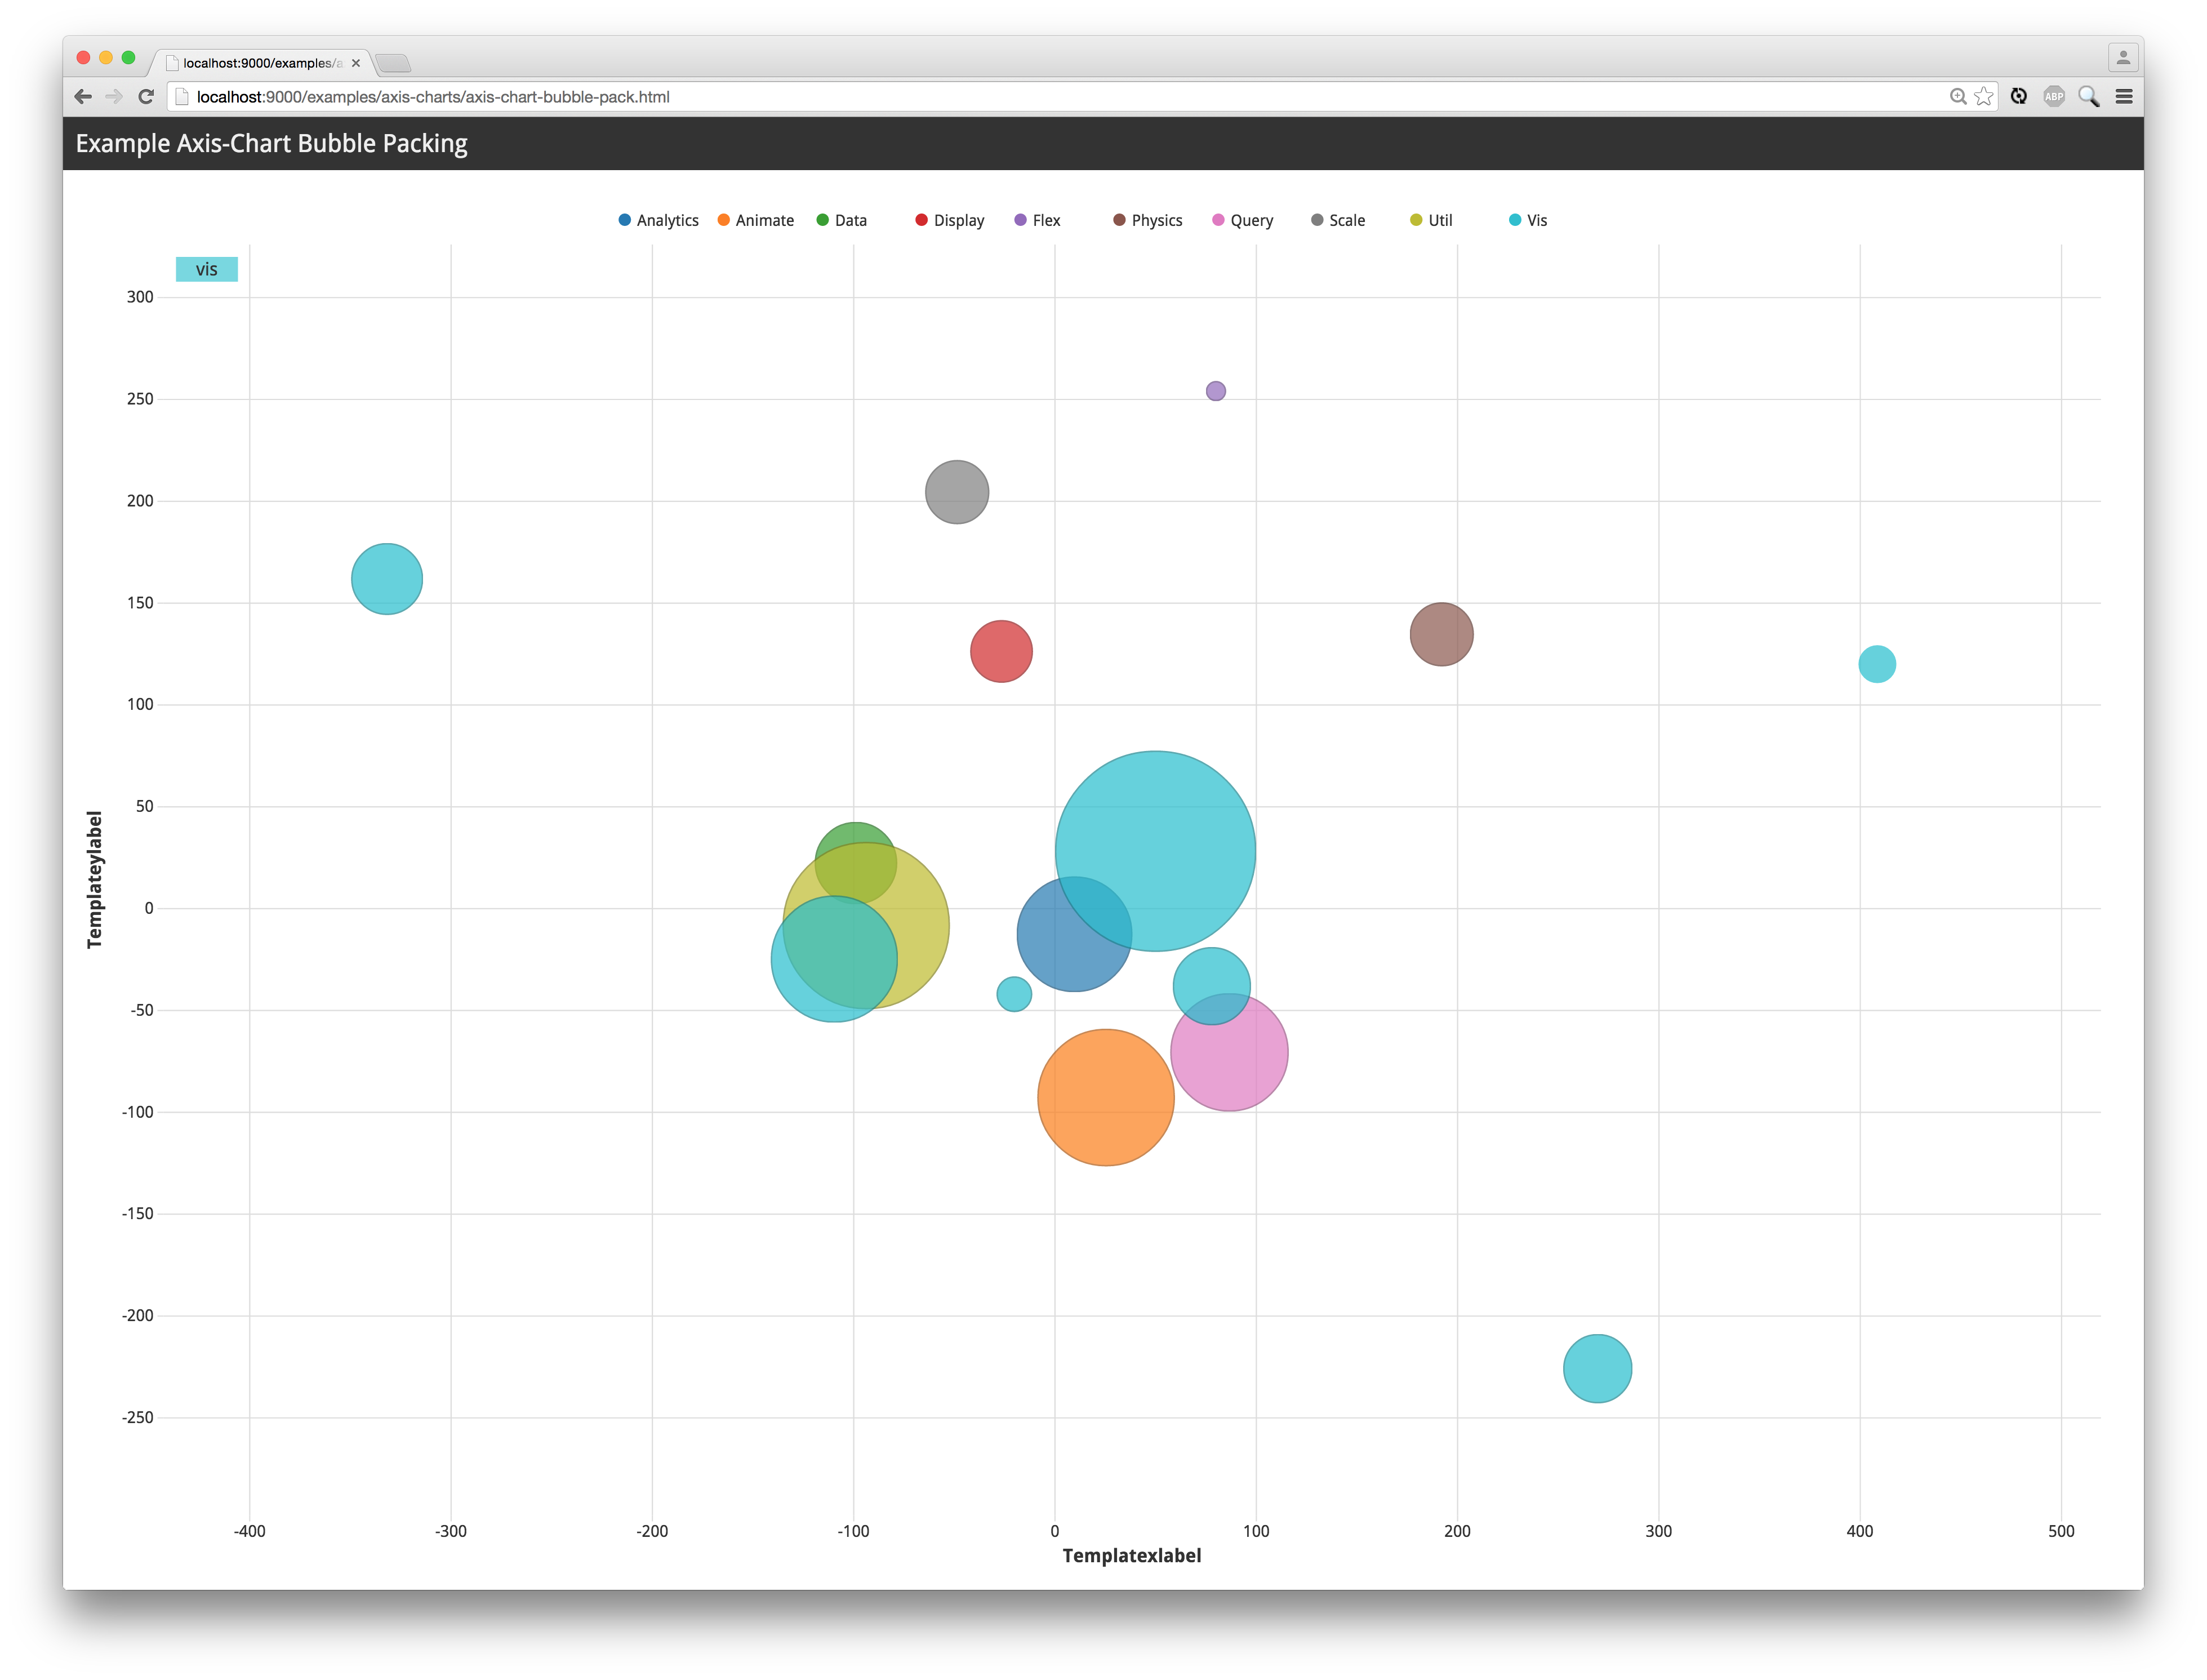 localhost:9000/examples/a
localhost:9000/examples/axis-charts/axis-chart-bubble-pack.html
ABP
Example Axis-Chart Bubble Packing
Analytics Animate Data Display Flex Physics Query Scale Util Vis
vis
300
250
200
150
100
50
0
-50
-100
-150
-200
-250
Templateylabel
-400 -300 -200 -100 0 100 200 300 400 500
Templatexlabel